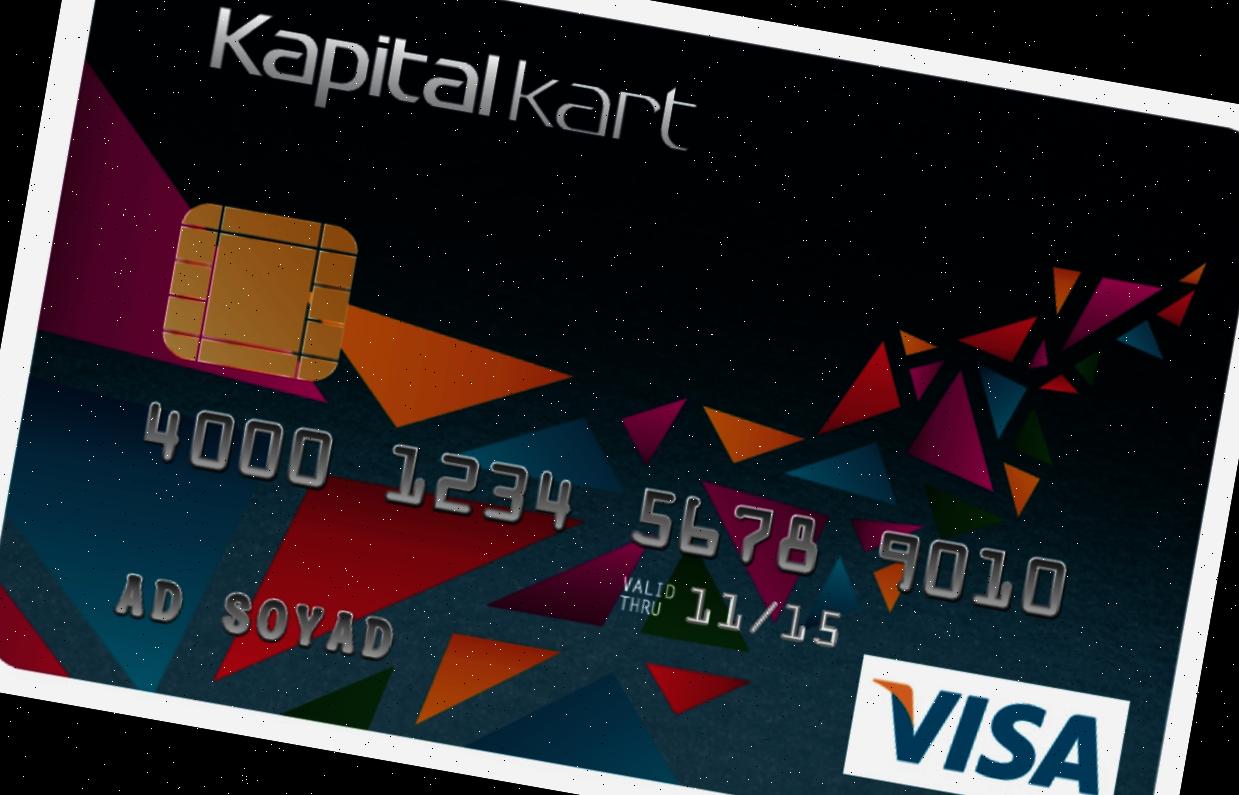 Kapital kart
4000 1234 5678 9010
VALID
THRU 11/15
AD SOYAD
VISA